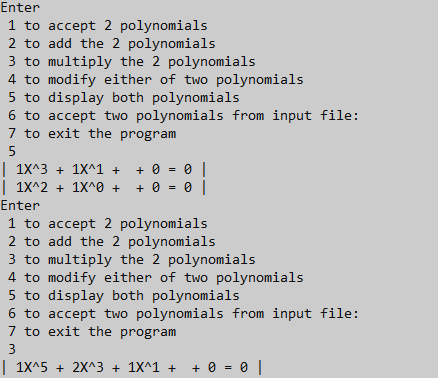 Enter
1 to accept 2 polynomials
2 to add the 2 polynomials
3 to multiply the 2 polynomials
4 to modify either of two polynomials
5 to display both polynomials
6 to accept two polynomials from input file:
7 to exit the program
5
| 1X^3 + 1X^1 +  + 0 = 0 |
| 1X^2 + 1X^0 +  + 0 = 0 |
Enter
1 to accept 2 polynomials
2 to add the 2 polynomials
3 to multiply the 2 polynomials
4 to modify either of two polynomials
5 to display both polynomials
6 to accept two polynomials from input file:
7 to exit the program
3
| 1X^5 + 2X^3 + 1X^1 +  + 0 = 0 |